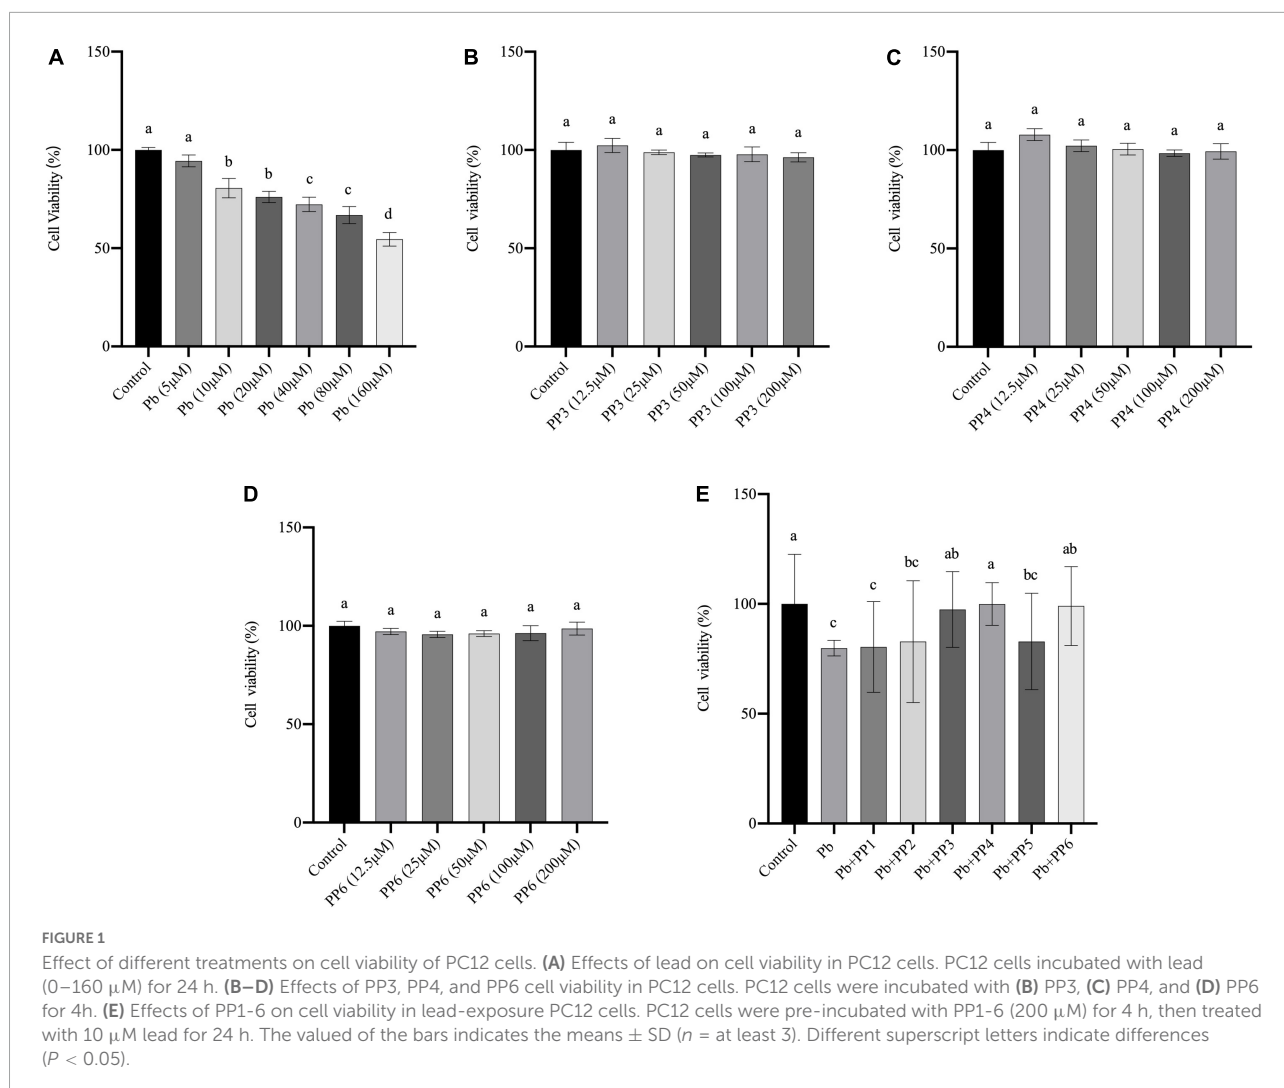 A
150
100
50
0
Cell Viability (%)
a
a
b
b
c
c
d
Control
Pb (5μM)
Pb (10μM)
Pb (20μM)
Pb (40μM)
Pb (80μM)
Pb (160μM)
B
150
100
50
0
Cell viability (%)
a
a
a
a
a
a
Control
PP3 (12.5μM)
PP3 (25μM)
PP3 (50μM)
PP3 (100μM)
PP3 (200μM)
C
150
100
50
0
Cell viability (%)
a
a
a
a
a
a
Control
PP4 (12.5μM)
PP4 (25μM)
PP4 (50μM)
PP4 (100μM)
PP4 (200μM)
D
150
100
50
0
Cell viability (%)
a
a
a
a
a
a
Control
PP6 (12.5μM)
PP6 (25μM)
PP6 (50μM)
PP6 (100μM)
PP6 (200μM)
E
150
100
50
0
Cell viability (%)
a
c
c
bc
ab
a
bc
ab
Control
Pb
Pb+PP1
Pb+PP2
Pb+PP3
Pb+PP4
Pb+PP5
Pb+PP6
FIGURE 1
Effect of different treatments on cell viability of PC12 cells. (A) Effects of lead on cell viability in PC12 cells. PC12 cells incubated with lead
(0–160 μM) for 24 h. (B–D) Effects of PP3, PP4, and PP6 cell viability in PC12 cells. PC12 cells were incubated with (B) PP3, (C) PP4, and (D) PP6
for 4h. (E) Effects of PP1-6 on cell viability in lead-exposure PC12 cells. PC12 cells were pre-incubated with PP1-6 (200 μM) for 4 h, then treated
with 10 μM lead for 24 h. The valued of the bars indicates the means ± SD (n = at least 3). Different superscript letters indicate differences
(P < 0.05).